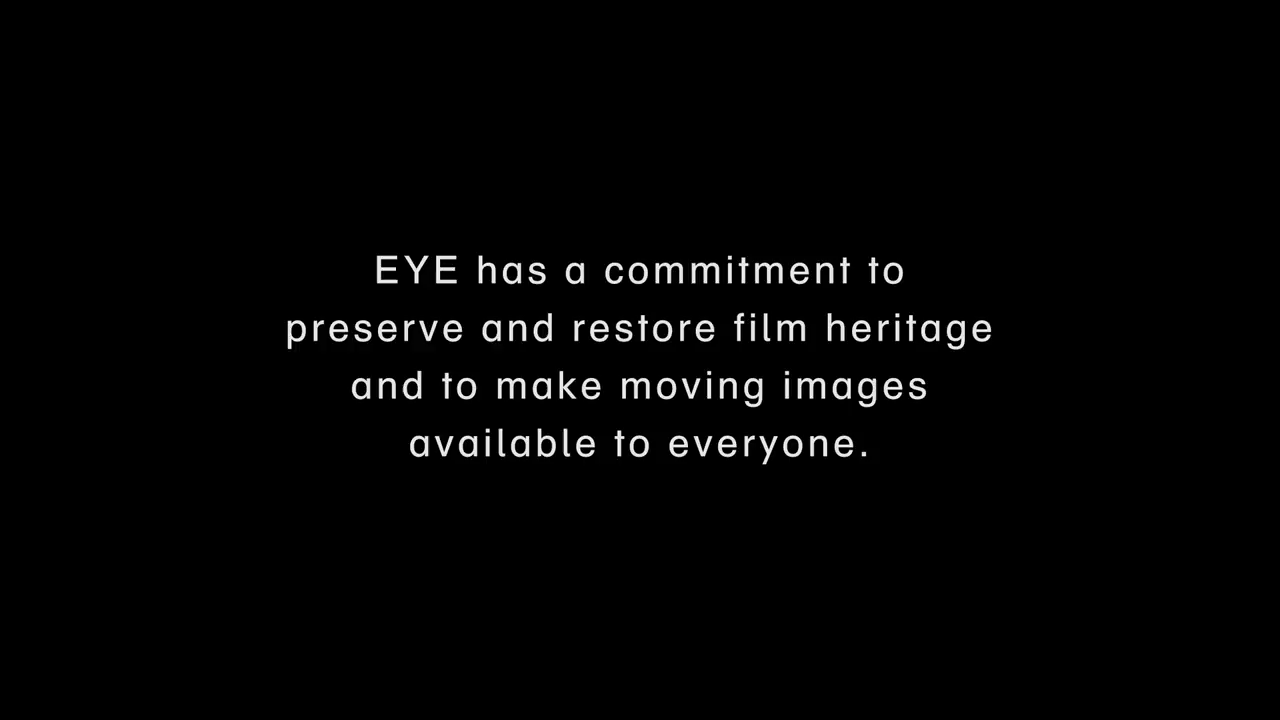 EYE has a commitment to
preserve and restore film heritage
and to make moving images
available to everyone.